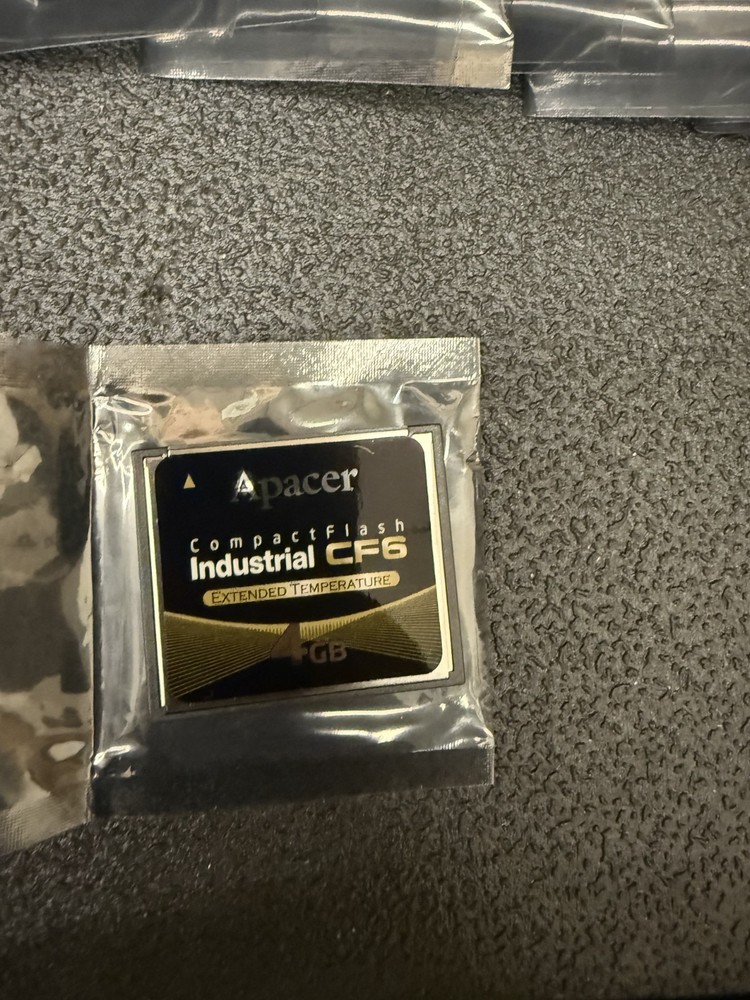 Apacer
CompactFlash
Industrial CF6
EXTENDED TEMPERATURE
4GB